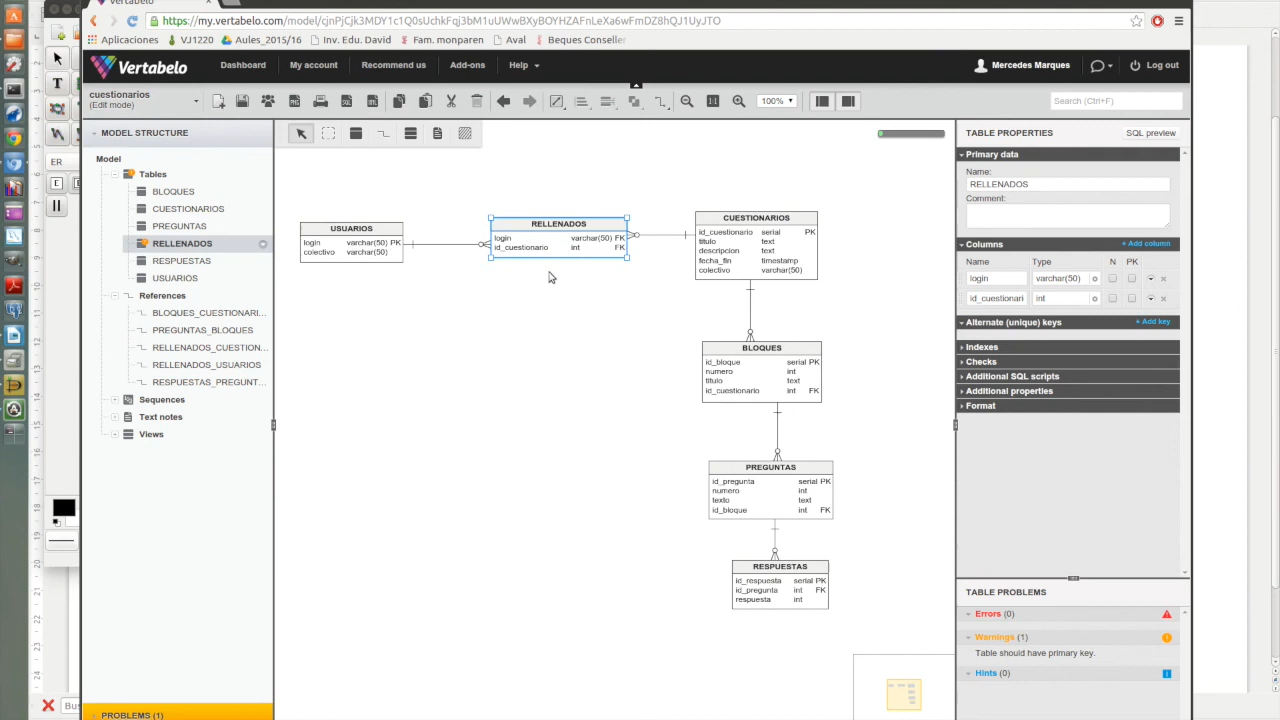 Vertabelo
https://my.vertabelo.com/model/cjnPjCjk3MDY1c1Q0sUchkFqj3bM1uUWwBXyBOYHZAFnLeXa6wFmDZ8hQJ1UyJTO
Aplicaciones
VJ1220
Aules_2015/16
Inv. Edu. David
Fam. monparen
Aval
Beques Conseller
Vertabelo
Dashboard
My account
Recommend us
Add-ons
Help
Mercedes Marques
Log out
cuestionarios
(Edit mode)
100%
Search (Ctrl+F)
MODEL STRUCTURE
Model
Tables
BLOQUES
CUESTIONARIOS
PREGUNTAS
RELLENADOS
RESPUESTAS
USUARIOS
References
BLOQUES_CUESTIONARI...
PREGUNTAS_BLOQUES
RELLENADOS_CUESTION...
RELLENADOS_USUARIOS
RESPUESTAS_PREGUNT...
Sequences
Text notes
Views
PROBLEMS (1)
USUARIOS
login varchar(50) PK
colectivo varchar(50)
RELLENADOS
login varchar(50) FK
id_cuestionario int FK
CUESTIONARIOS
id_cuestionario serial PK
titulo text
descripcion text
fecha_fin timestamp
colectivo varchar(50)
BLOQUES
id_bloque serial PK
numero int
titulo text
id_cuestionario int FK
PREGUNTAS
id_pregunta serial PK
numero int
texto text
id_bloque int FK
RESPUESTAS
id_respuesta serial PK
id_pregunta int FK
respuesta int
TABLE PROPERTIES
SQL preview
Primary data
Name:
RELLENADOS
Comment:
Columns
+ Add column
Name Type N PK
login varchar(50)
id_cuestionari int
Alternate (unique) keys
+ Add key
Indexes
Checks
Additional SQL scripts
Additional properties
Format
TABLE PROBLEMS
Errors (0)
Warnings (1)
Table should have primary key.
Hints (0)
ER
Bus